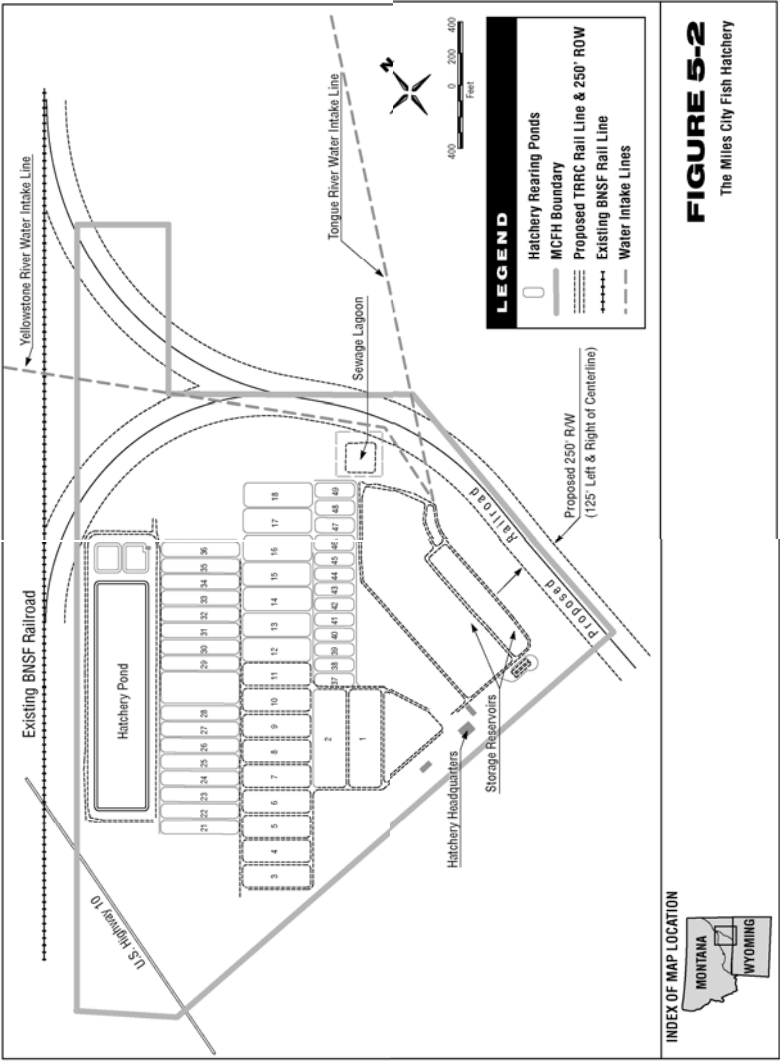 Existing BNSF Railroad
Yellowstone River Water Intake Line
U.S. Highway 10
Hatchery Pond
21
22
23
24
25
26
27
28
29
30
31
32
33
34
35
36
3
4
5
6
7
8
9
10
11
12
13
14
15
16
17
18
2
1
37
38
39
40
41
42
43
44
45
46
47
48
49
Sewage Lagoon
Tongue River Water Intake Line
Hatchery Headquarters
Storage Reservoirs
Proposed
Railroad
Proposed 250' R/W
(125' Left & Right of Centerline)
N
400
0
200
400
Feet
LEGEND
Hatchery Rearing Ponds
MCFH Boundary
Proposed TRRC Rail Line & 250' ROW
Existing BNSF Rail Line
Water Intake Lines
INDEX OF MAP LOCATION
MONTANA
WYOMING
FIGURE 5-2
The Miles City Fish Hatchery